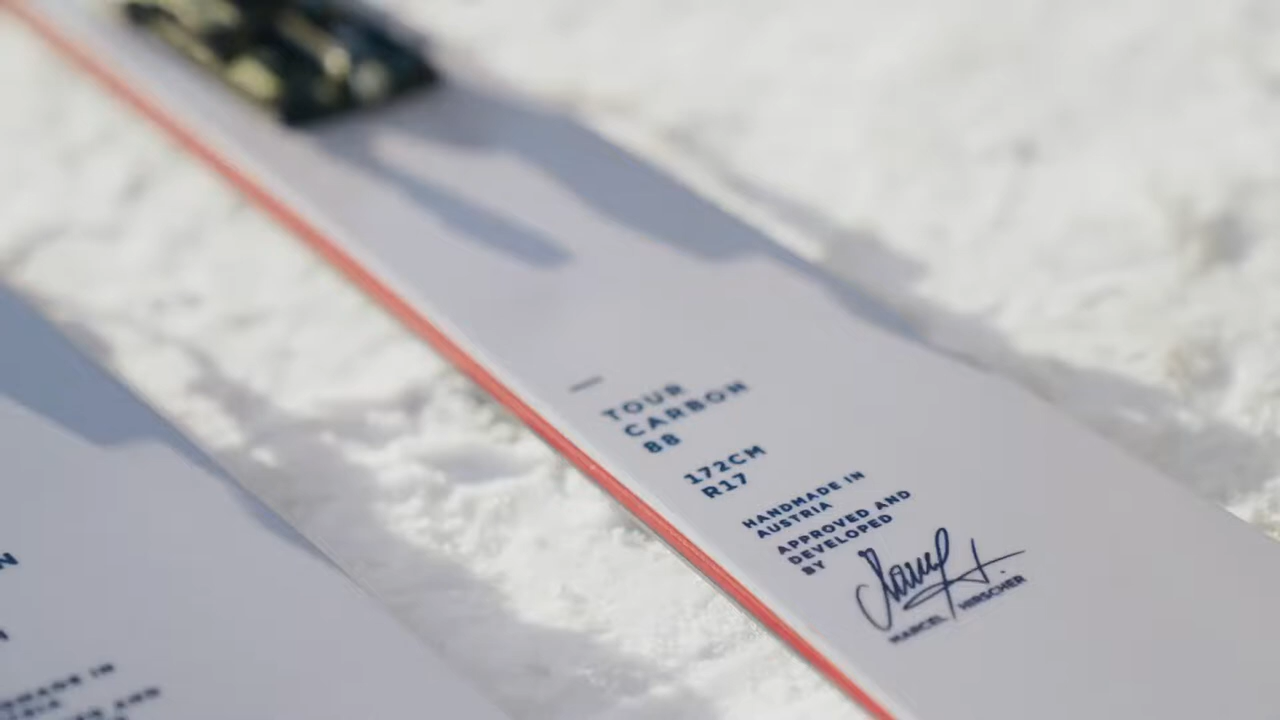 TOUR
CARBON
88
172CM
R17
HANDMADE IN
AUSTRIA
APPROVED AND
DEVELOPED
BY
MARCEL HIRSCHER